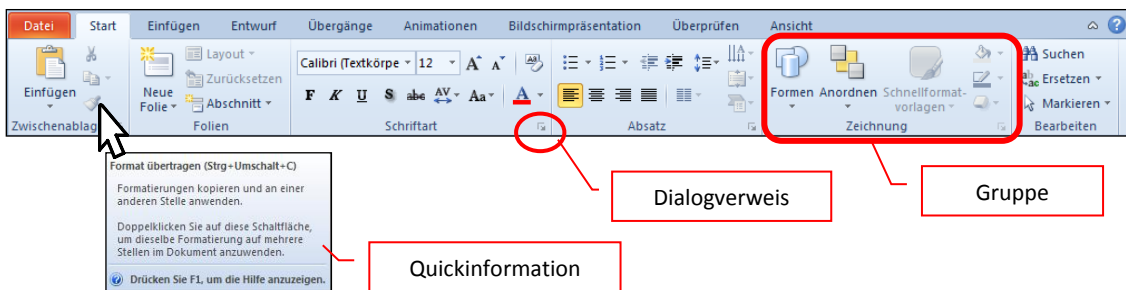 Datei Start Einfügen Entwurf Übergänge Animationen Bildschirmpräsentation Überprüfen Ansicht
Einfügen
Zwischenablag
Neue
Folie
Layout
Zurücksetzen
Abschnitt
Folien
Calibri (Textkörpe 12 A A
F K U S abc AV Aa A
Schriftart
Absatz
Formen Anordnen Schnellformat-
vorlagen
Zeichnung
Suchen
Ersetzen
Markieren
Bearbeiten
Format übertragen (Strg+Umschalt+C)
Formatierungen kopieren und an einer
anderen Stelle anwenden.
Doppelklicken Sie auf diese Schaltfläche,
um dieselbe Formatierung auf mehrere
Stellen im Dokument anzuwenden.
Drücken Sie F1, um die Hilfe anzuzeigen.
Dialogverweis
Gruppe
Quickinformation